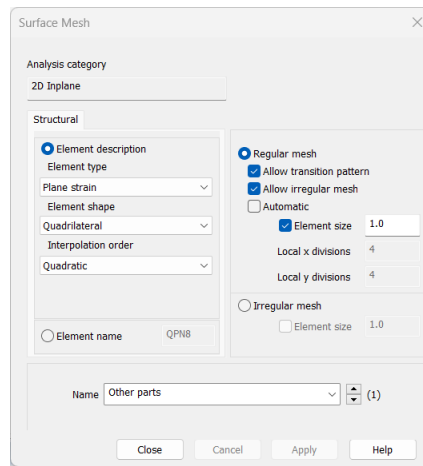 Surface Mesh
Analysis category
2D Inplane
Structural
Element description
Element type
Plane strain
Element shape
Quadrilateral
Interpolation order
Quadratic
Element name QPN8
Regular mesh
Allow transition pattern
Allow irregular mesh
Automatic
Element size 1.0
Local x divisions 4
Local y divisions 4
Irregular mesh
Element size 1.0
Name Other parts (1)
Close Cancel Apply Help